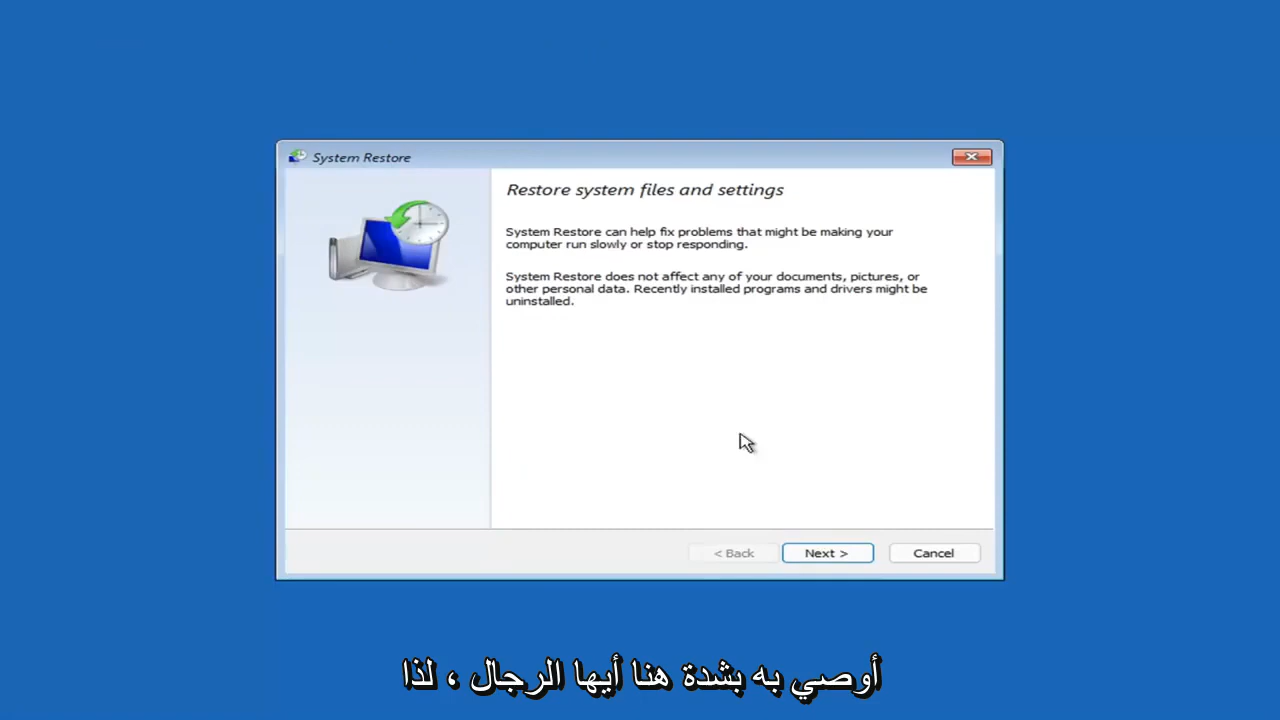 System Restore
Restore system files and settings
System Restore can help fix problems that might be making your
computer run slowly or stop responding.
System Restore does not affect any of your documents, pictures, or
other personal data. Recently installed programs and drivers might be
uninstalled.
< Back
Next >
Cancel
أوصي به بشدة هنا أيها الرجال ، لذا